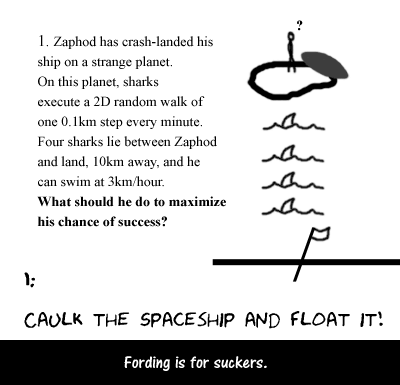 ?
1. Zaphod has crash-landed his
ship on a strange planet.
On this planet, sharks
execute a 2D random walk of
one 0.1km step every minute.
Four sharks lie between Zaphod
and land, 10km away, and he
can swim at 3km/hour.
What should he do to maximize
his chance of success?
1:
CAULK THE SPACESHIP AND FLOAT IT!
Fording is for suckers.